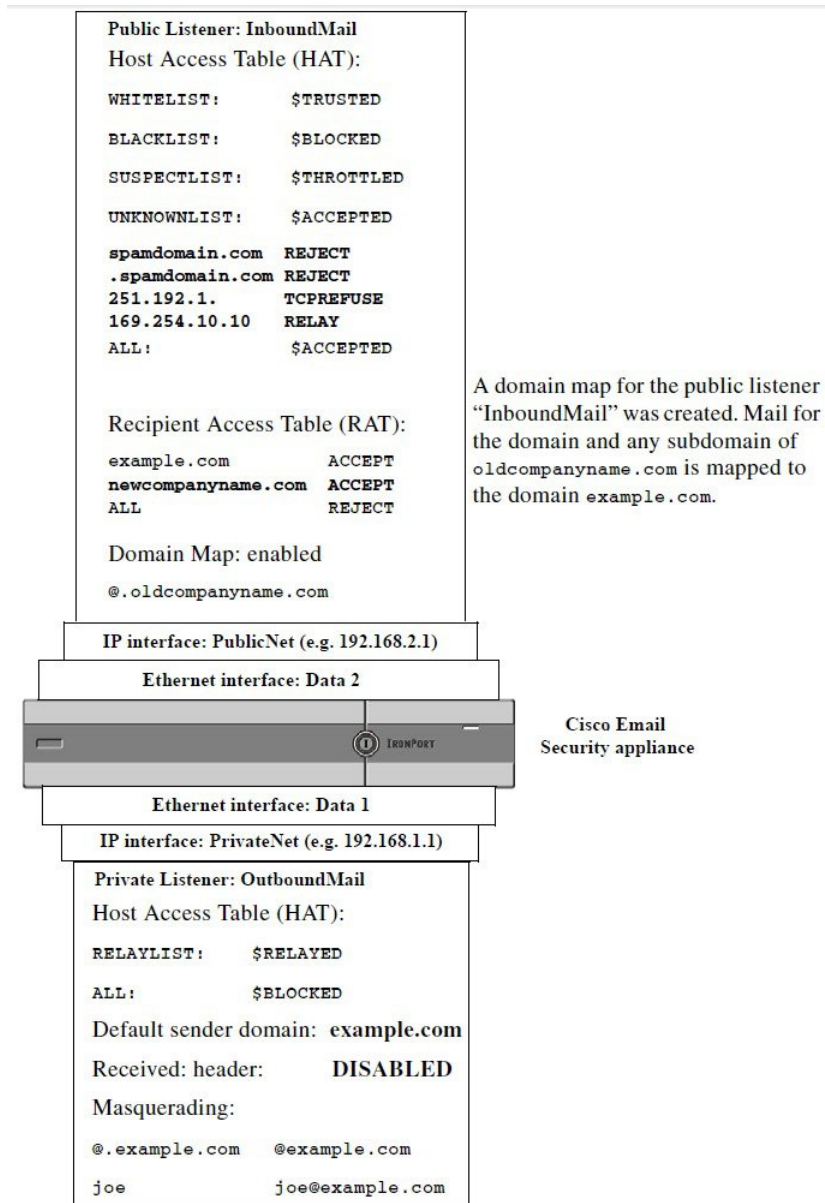 Public Listener: InboundMail
Host Access Table (HAT):
WHITELIST: $TRUSTED
BLACKLIST: $BLOCKED
SUSPECTLIST: $THROTTLED
UNKNOWNLIST: $ACCEPTED
spamdomain.com REJECT
.spamdomain.com REJECT
251.192.1. TCPREFUSE
169.254.10.10 RELAY
ALL: $ACCEPTED
Recipient Access Table (RAT):
example.com ACCEPT
newcompanyname.com ACCEPT
ALL REJECT
Domain Map: enabled
@.oldcompanyname.com
A domain map for the public listener
“InboundMail” was created. Mail for
the domain and any subdomain of
oldcompanyname.com is mapped to
the domain example.com.
IP interface: PublicNet (e.g. 192.168.2.1)
Ethernet interface: Data 2
IRONPORT
Cisco Email
Security appliance
Ethernet interface: Data 1
IP interface: PrivateNet (e.g. 192.168.1.1)
Private Listener: OutboundMail
Host Access Table (HAT):
RELAYLIST: $RELAYED
ALL: $BLOCKED
Default sender domain: example.com
Received: header: DISABLED
Masquerading:
@.example.com @example.com
joe joe@example.com